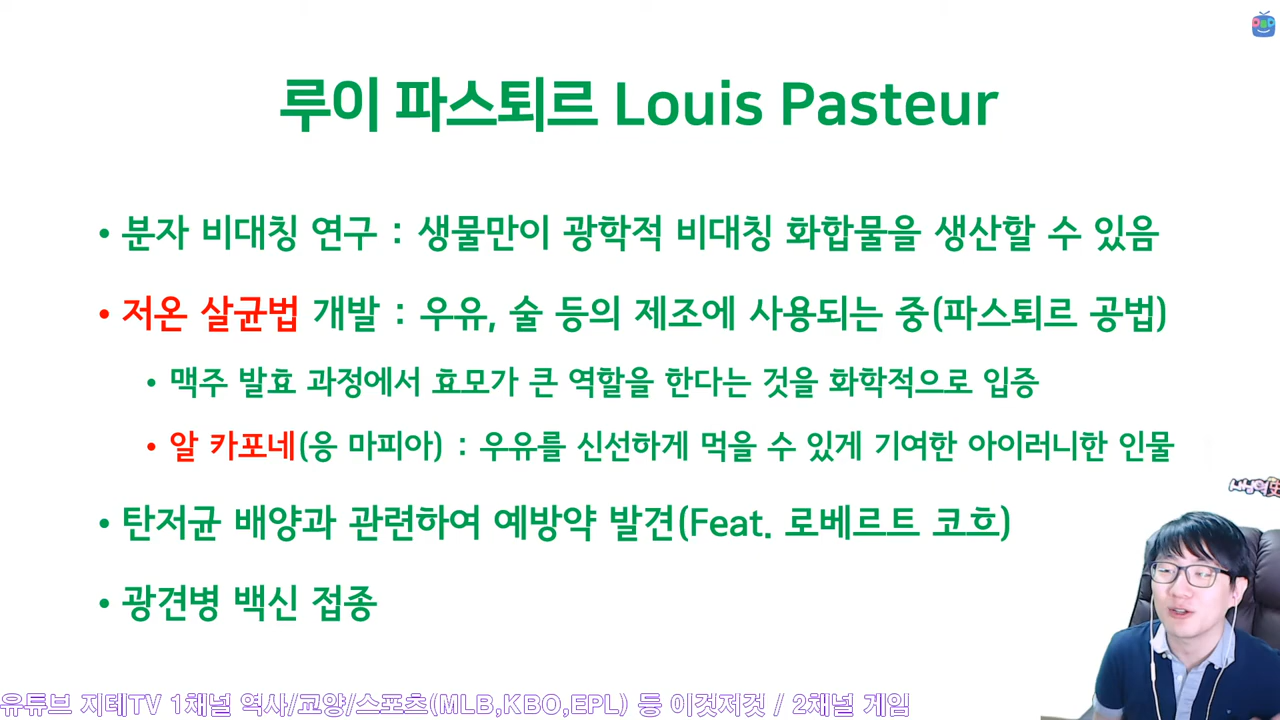 루이 파스퇴르 Louis Pasteur
• 분자 비대칭 연구 : 생물만이 광학적 비대칭 화합물을 생산할 수 있음
• 저온 살균법 개발 : 우유, 술 등의 제조에 사용되는 중(파스퇴르 공법)
• 맥주 발효 과정에서 효모가 큰 역할을 한다는 것을 화학적으로 입증
• 알 카포네(응 마피아) : 우유를 신선하게 먹을 수 있게 기여한 아이러니한 인물
• 탄저균 배양과 관련하여 예방약 발견(Feat. 로베르트 코흐)
• 광견병 백신 접종
유튜브 지테TV 1채널 역사/교양/스포츠(MLB,KBO,EPL) 등 이것저것 / 2채널 게임